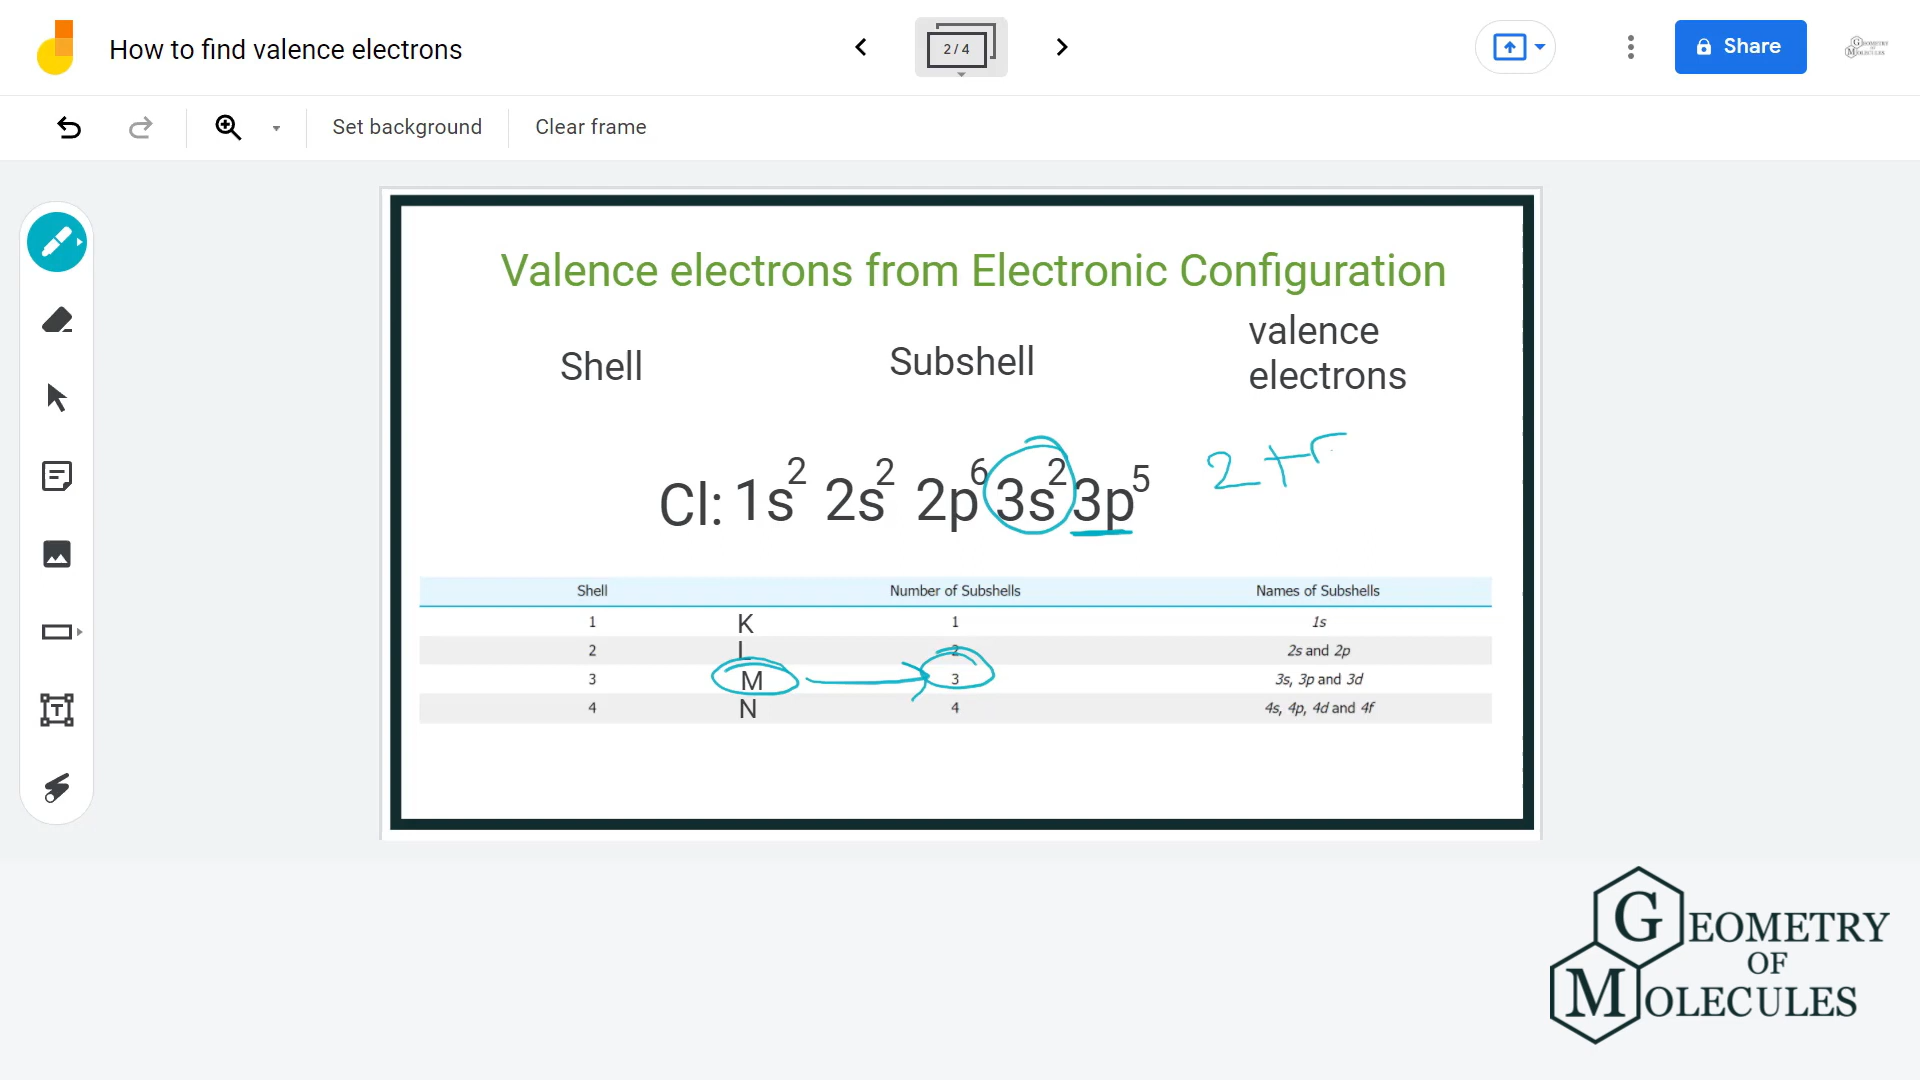 How to find valence electrons
2 / 4
Share
GEOMETRY
OF
MOLECULES
Set background
Clear frame
Valence electrons from Electronic Configuration
Shell
Subshell
valence
electrons
Cl: 1s² 2s² 2p⁶ 3s² 3p⁵
2+
Shell Number of Subshells Names of Subshells
1 K 1 1s
2 L 2 2s and 2p
3 M 3 3s, 3p and 3d
4 N 4 4s, 4p, 4d and 4f
T
GEOMETRY
OF
MOLECULES